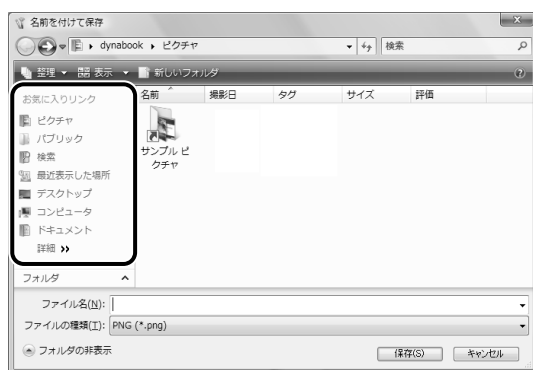 名前を付けて保存
dynabook ピクチャ 検索
整理 表示 新しいフォルダ
お気に入りリンク
ピクチャ
パブリック
検索
最近表示した場所
デスクトップ
コンピュータ
ドキュメント
詳細 »
フォルダ
名前 撮影日 タグ サイズ 評価
サンプル ピ
クチャ
ファイル名(N):
ファイルの種類(T): PNG (*.png)
フォルダの非表示 保存(S) キャンセル